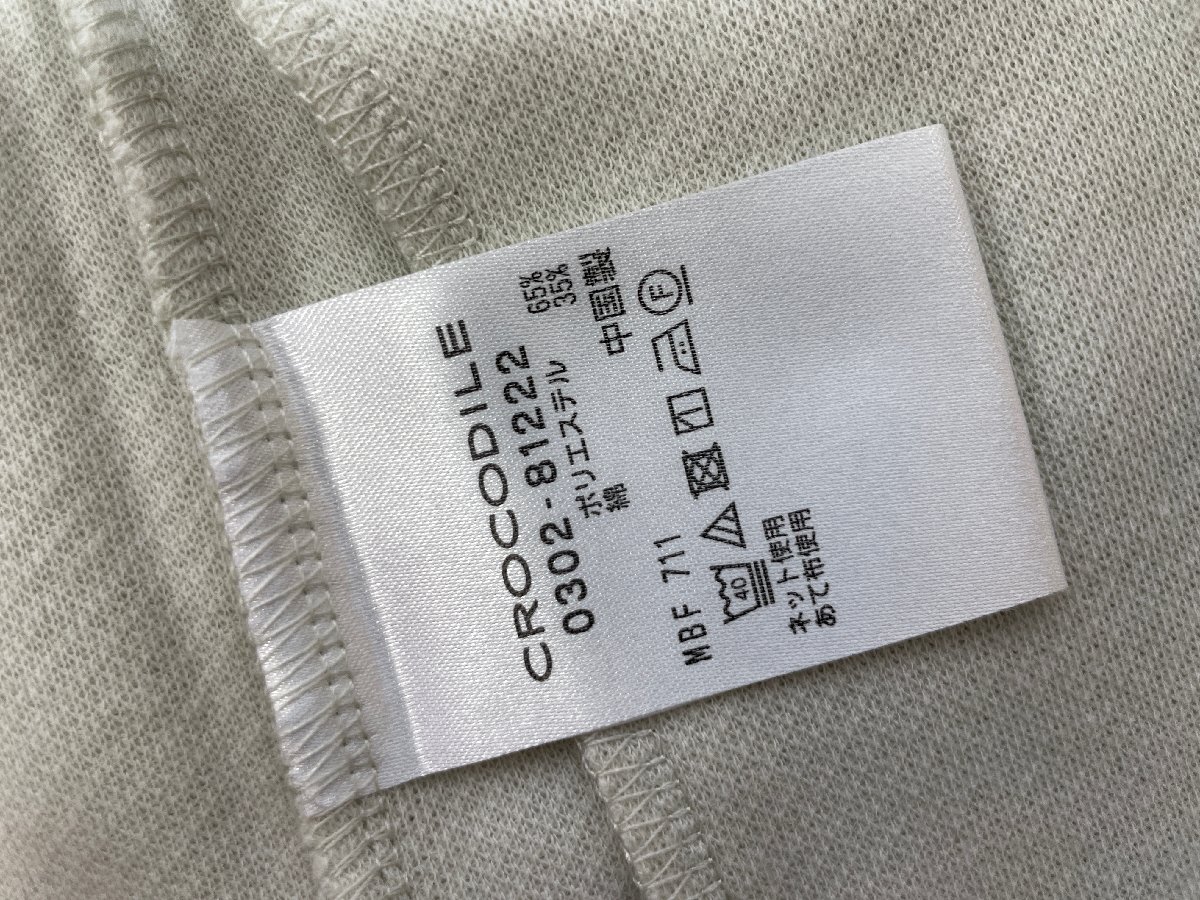 CROCODILE
0302-81222
ポリエステル 65%
綿 35%
中国製
MBF 711
40 F
ネット使用
あて布使用